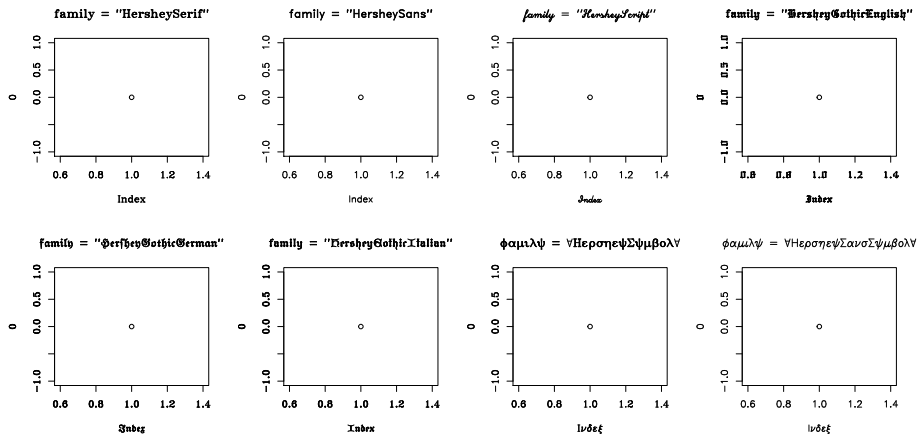 family = "HersheySerif" family = "HersheySans" family = "HersheyScript" family = "HersheyGothicEnglish"
1.0 1.0 1.0 1.0
0.5 0.5 0.5 0.5
0 0.0 0 0.0 0 0.0 0 0.0
−1.0 −1.0 −1.0 −1.0
0.6 0.8 1.0 1.2 1.4 0.6 0.8 1.0 1.2 1.4 0.6 0.8 1.0 1.2 1.4 0.6 0.8 1.0 1.2 1.4
Index Index Index Index
family = "HersheyGothicGerman" family = "HersheyGothicItalian" φαμιλψ = ∀ΗερσηεψΣψμβολ∀ φαμιλψ = ∀ΗερσηεψΣανσΣψμβολ∀
1.0 1.0 1.0 1.0
0.5 0.5 0.5 0.5
0 0.0 0 0.0 0 0.0 0 0.0
−1.0 −1.0 −1.0 −1.0
0.6 0.8 1.0 1.2 1.4 0.6 0.8 1.0 1.2 1.4 0.6 0.8 1.0 1.2 1.4 0.6 0.8 1.0 1.2 1.4
Index Index Ινδεξ Ινδεξ